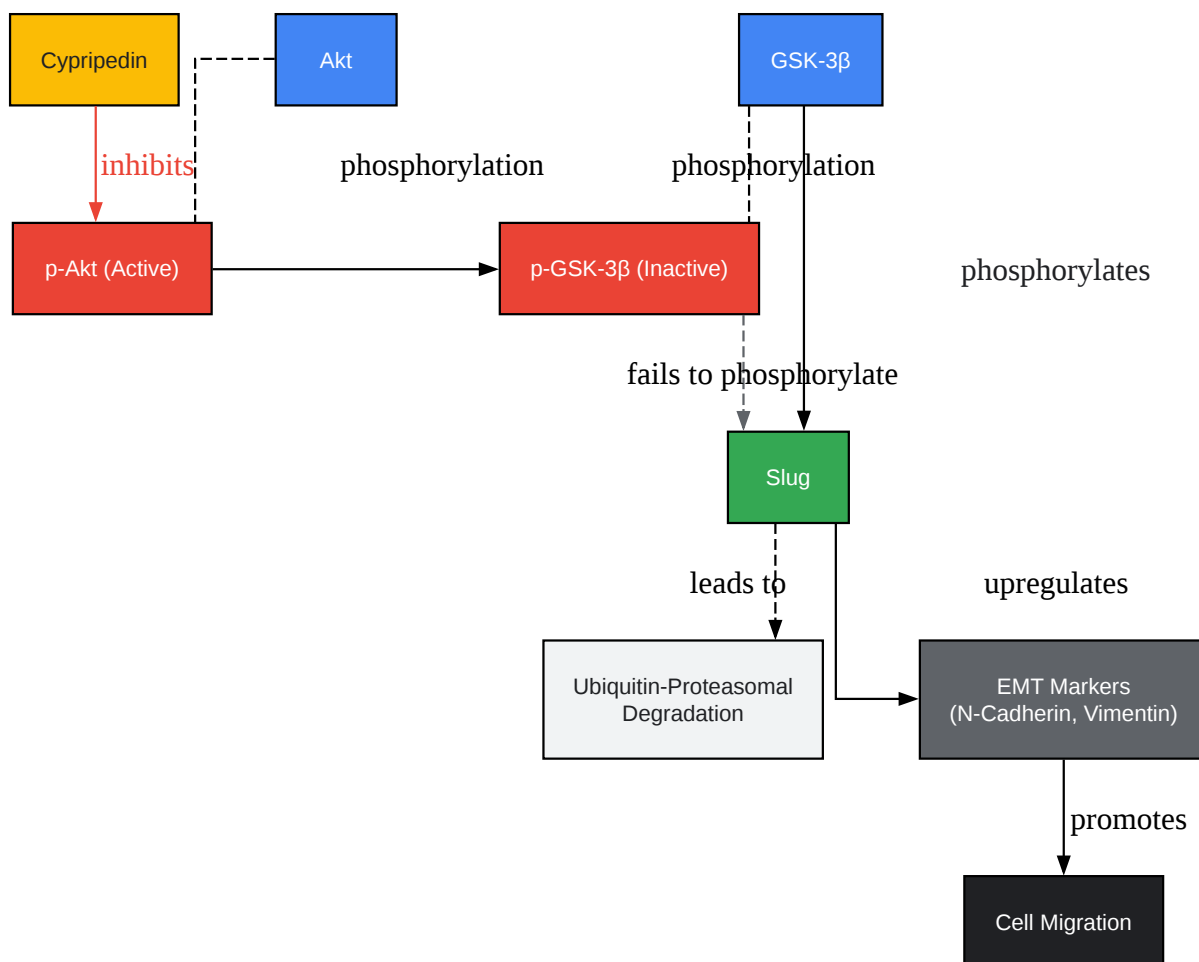 Cypripedin
Akt
GSK-3β
inhibits
phosphorylation
phosphorylation
p-Akt (Active)
p-GSK-3β (Inactive)
phosphorylates
fails to phosphorylate
Slug
leads to
upregulates
Ubiquitin-Proteasomal
Degradation
EMT Markers
(N-Cadherin, Vimentin)
promotes
Cell Migration